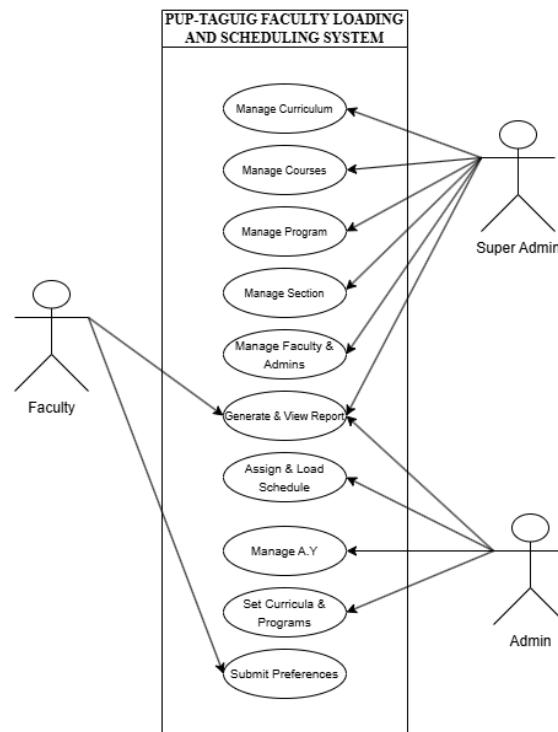 PUP-TAGUIG FACULTY LOADING
AND SCHEDULING SYSTEM
Manage Curriculum
Manage Courses
Manage Program
Manage Section
Manage Faculty &
Admins
Generate & View Report
Assign & Load
Schedule
Manage A.Y
Set Curricula &
Programs
Submit Preferences
Super Admin
Faculty
Admin